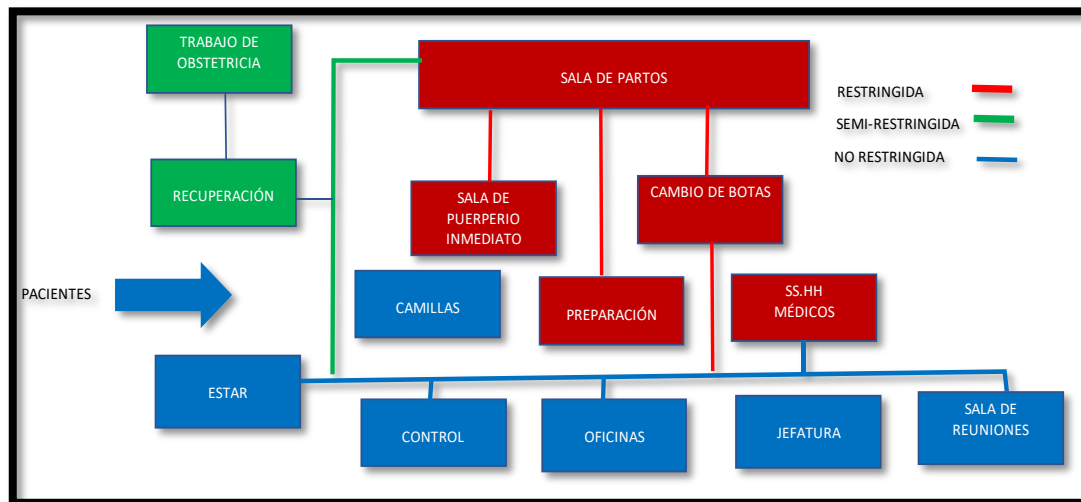 TRABAJO DE
OBSTETRICIA
SALA DE PARTOS
RESTRINGIDA
SEMI-RESTRINGIDA
NO RESTRINGIDA
RECUPERACIÓN
SALA DE
PUERPERIO
INMEDIATO
CAMBIO DE BOTAS
PACIENTES
CAMILLAS
PREPARACIÓN
SS.HH
MÉDICOS
ESTAR
CONTROL
OFICINAS
JEFATURA
SALA DE
REUNIONES